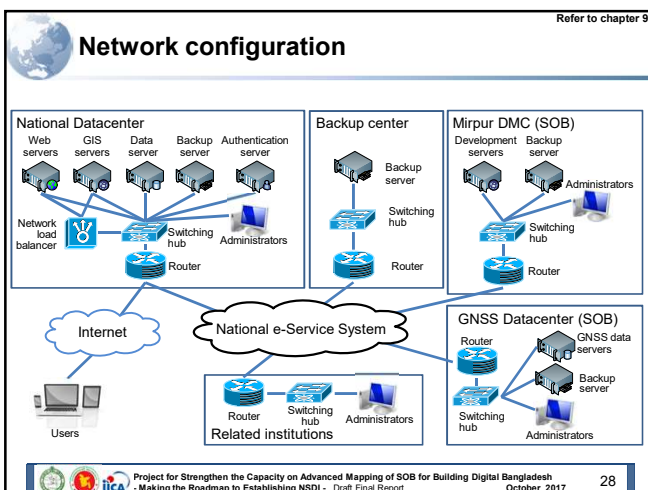 Refer to chapter 9
Network configuration
National Datacenter
Web
servers
GIS
servers
Data
server
Backup
server
Authentication
server
Network
load
balancer
Switching
hub
Administrators
Router
Backup center
Backup
server
Switching
hub
Router
Mirpur DMC (SOB)
Development
servers
Backup
server
Administrators
Switching
hub
Router
Internet
National e-Service System
GNSS Datacenter (SOB)
Router
GNSS data
servers
Backup
server
Switching
hub
Administrators
Users
Router
Switching
hub
Administrators
Related institutions
jica
Project for Strengthen the Capacity on Advanced Mapping of SOB for Building Digital Bangladesh
- Making the Roadmap to Establishing NSDI - Draft Final Report October, 2017
28